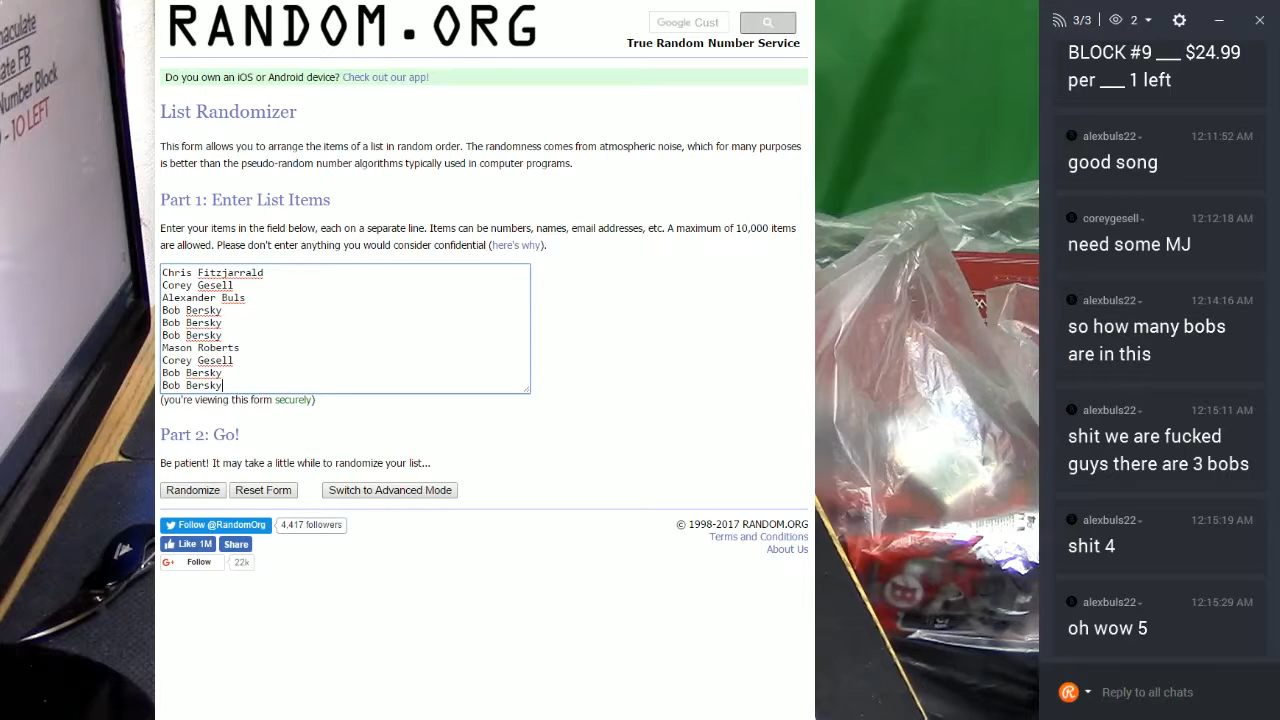 aculate
ate FB
Number Block
- 10 LEFT
RANDOM.ORG
Google Cust
True Random Number Service
Do you own an iOS or Android device? Check out our app!
List Randomizer
This form allows you to arrange the items of a list in random order. The randomness comes from atmospheric noise, which for many purposes
is better than the pseudo-random number algorithms typically used in computer programs.
Part 1: Enter List Items
Enter your items in the field below, each on a separate line. Items can be numbers, names, email addresses, etc. A maximum of 10,000 items
are allowed. Please don't enter anything you would consider confidential (here's why).
Chris Fitzjarrald
Corey Gesell
Alexander Buls
Bob Bersky
Bob Bersky
Bob Bersky
Mason Roberts
Corey Gesell
Bob Bersky
Bob Bersky
(you're viewing this form securely)
Part 2: Go!
Be patient! It may take a little while to randomize your list...
Randomize Reset Form Switch to Advanced Mode
Follow @RandomOrg 4,417 followers
Like 1M Share
Follow 22k
© 1998-2017 RANDOM.ORG
Terms and Conditions
About Us
3/3 2
BLOCK #9 ___ $24.99
per ___ 1 left
alexbuls22 12:11:52 AM
good song
coreygesell 12:12:18 AM
need some MJ
alexbuls22 12:14:16 AM
so how many bobs
are in this
alexbuls22 12:15:11 AM
shit we are fucked
guys there are 3 bobs
alexbuls22 12:15:19 AM
shit 4
alexbuls22 12:15:29 AM
oh wow 5
Reply to all chats